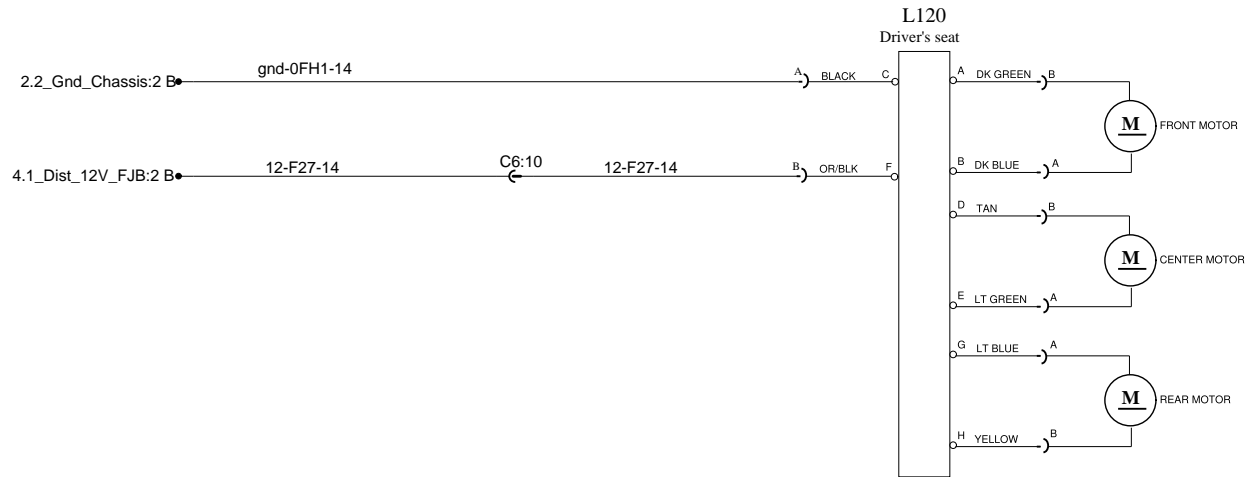 L120
Driver's seat
2.2_Gnd_Chassis:2 B
gnd-0FH1-14
A
BLACK
C
A
DK GREEN
B
M
FRONT MOTOR
4.1_Dist_12V_FJB:2 B
12-F27-14
C6:10
12-F27-14
B
OR/BLK
F
B
DK BLUE
A
D
TAN
B
M
CENTER MOTOR
E
LT GREEN
A
G
LT BLUE
A
M
REAR MOTOR
H
YELLOW
B